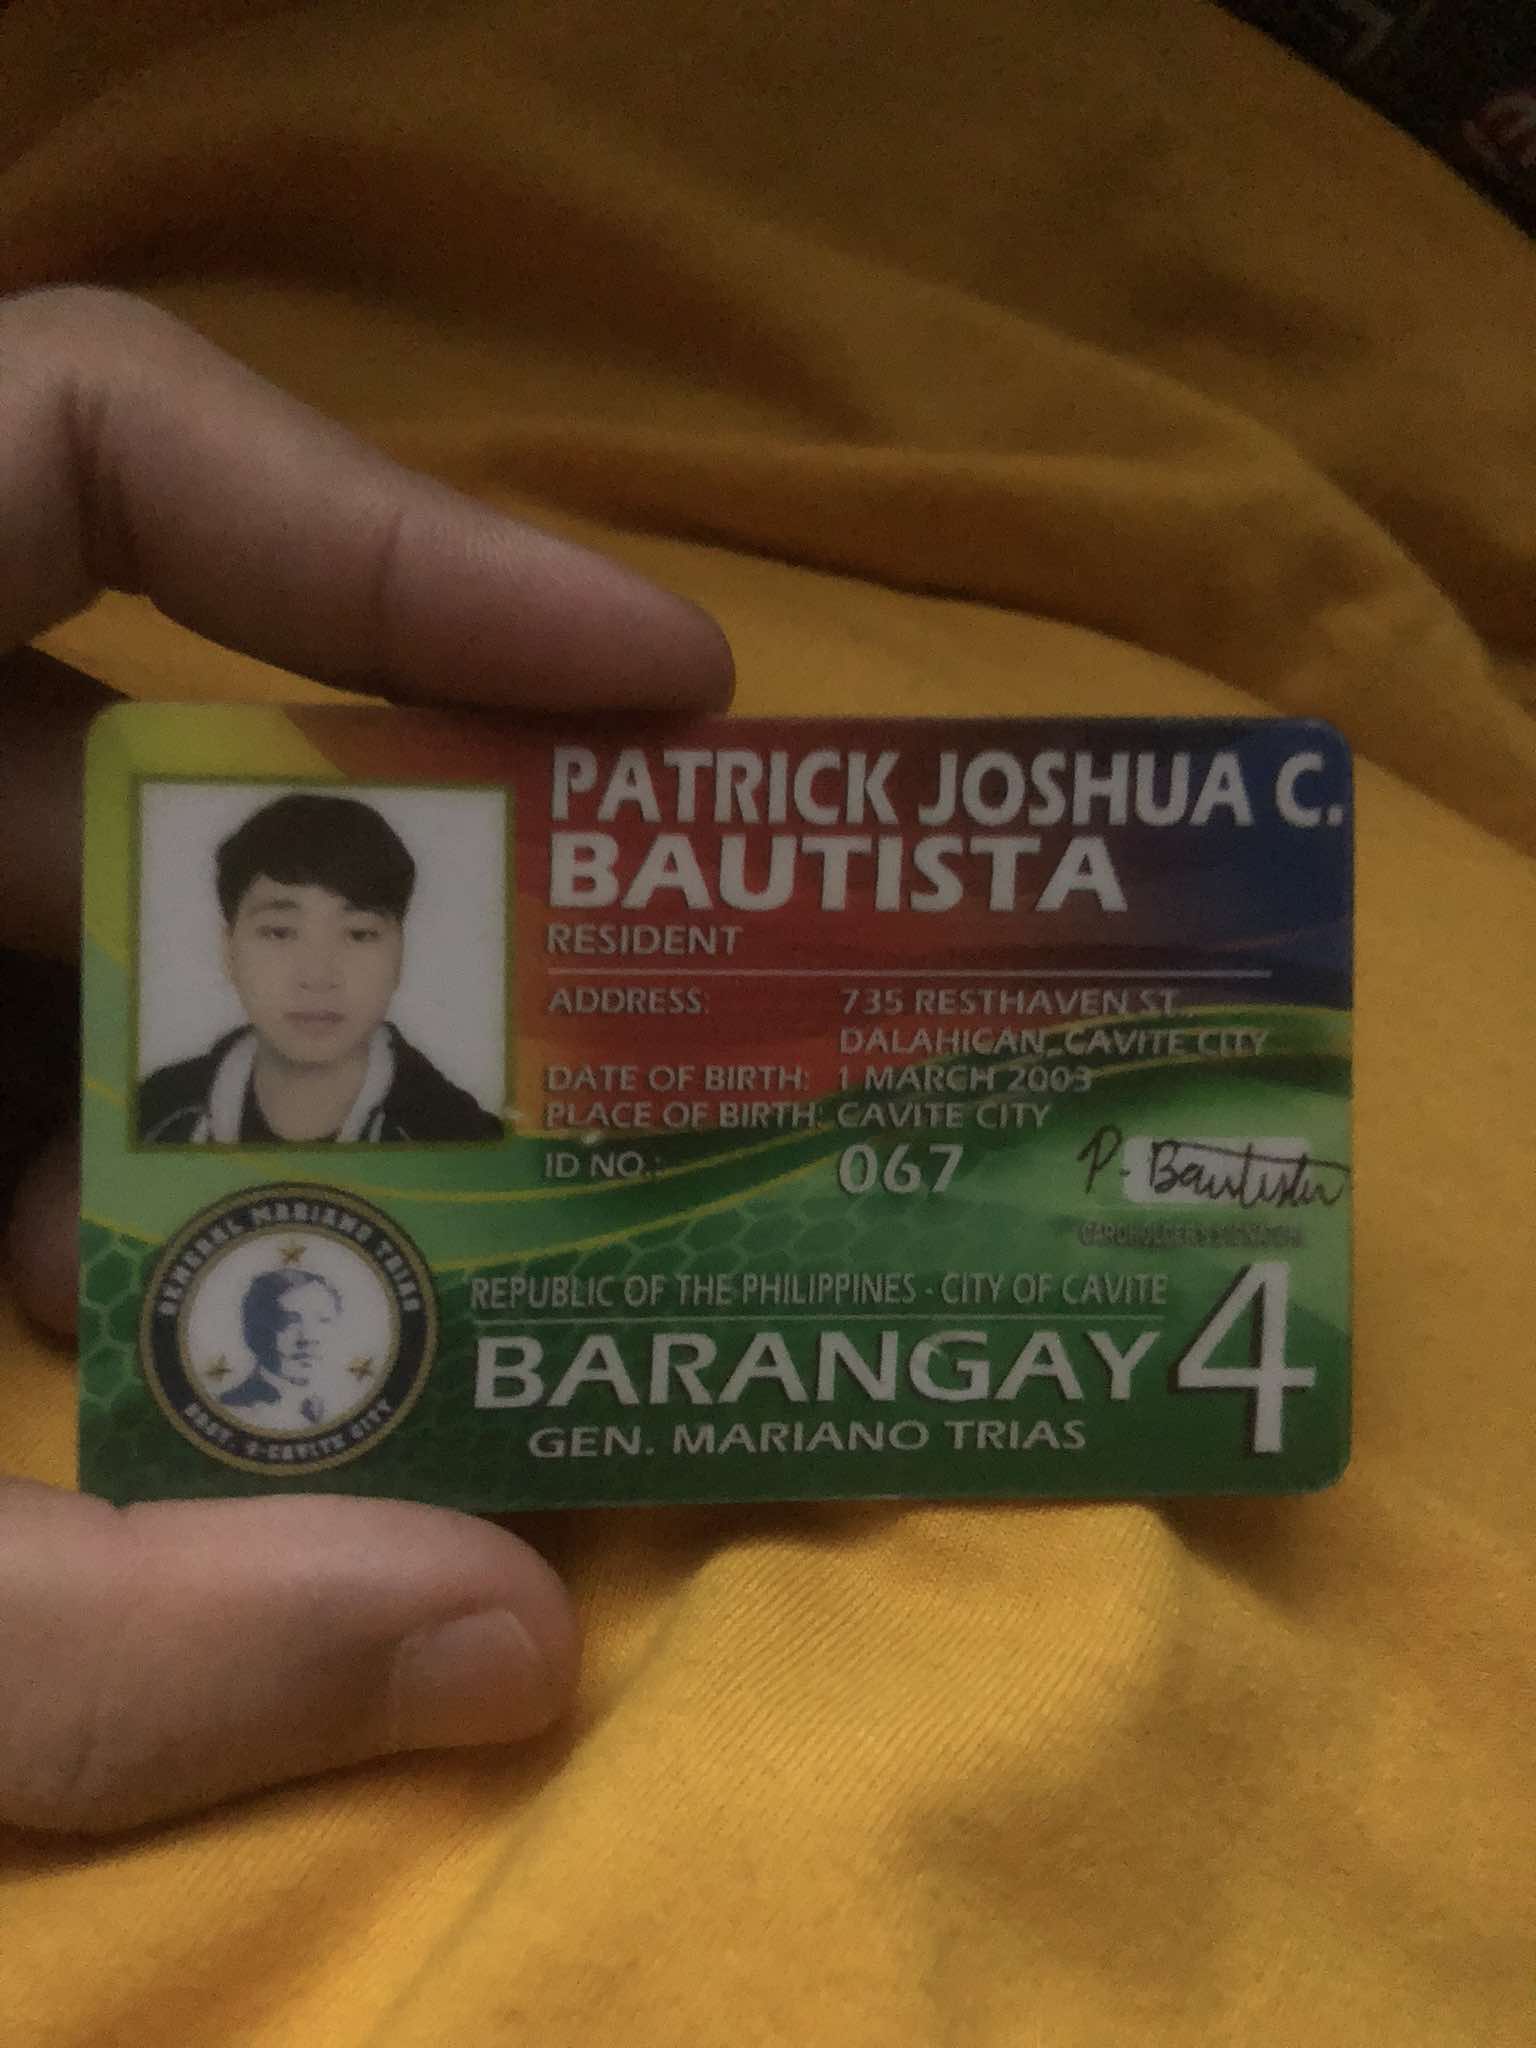 PATRICK JOSHUA C.
BAUTISTA
RESIDENT
ADDRESS: 735 RESTHAVEN ST.,
DALAHICAN, CAVITE CITY
DATE OF BIRTH: 1 MARCH 2003
PLACE OF BIRTH: CAVITE CITY
ID NO.: 067
P. Bautista
CARDHOLDER'S SIGNATURE
GENERAL MARIANO TRIAS
BRGY. 4-CAVITE CITY
REPUBLIC OF THE PHILIPPINES - CITY OF CAVITE
BARANGAY 4
GEN. MARIANO TRIAS